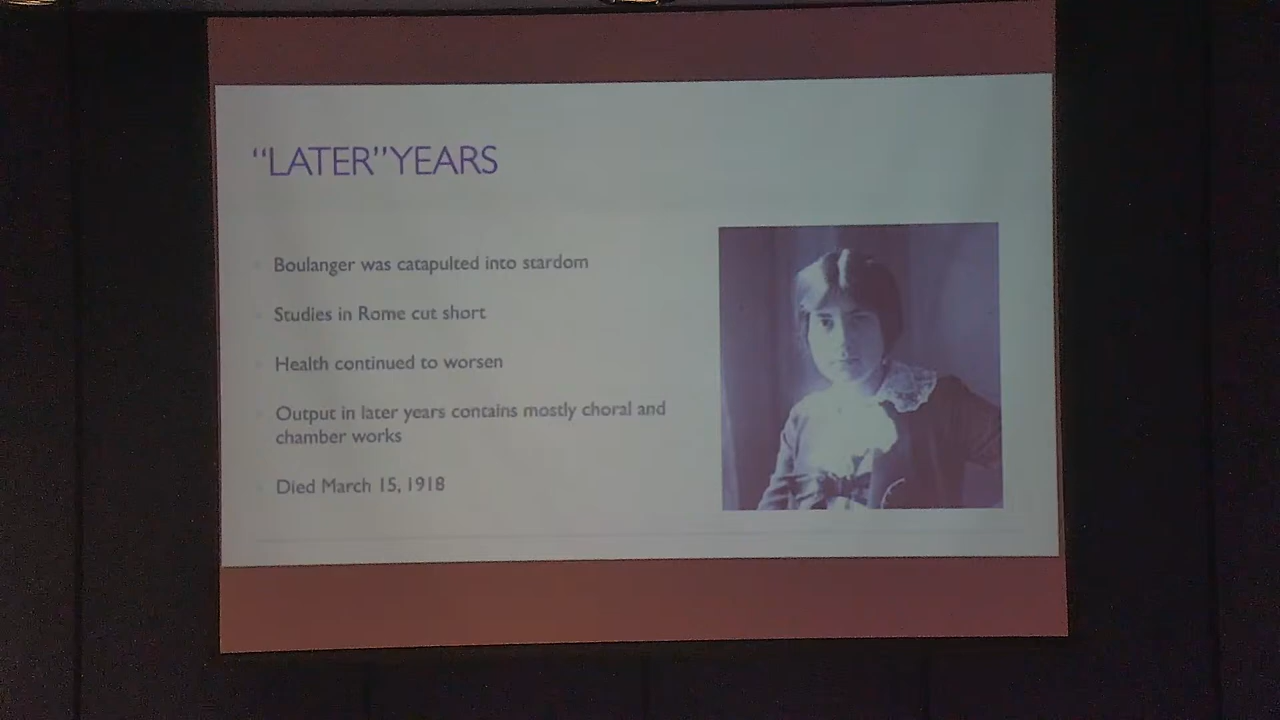 “LATER” YEARS
Boulanger was catapulted into stardom
Studies in Rome cut short
Health continued to worsen
Output in later years contains mostly choral and
chamber works
Died March 15, 1918